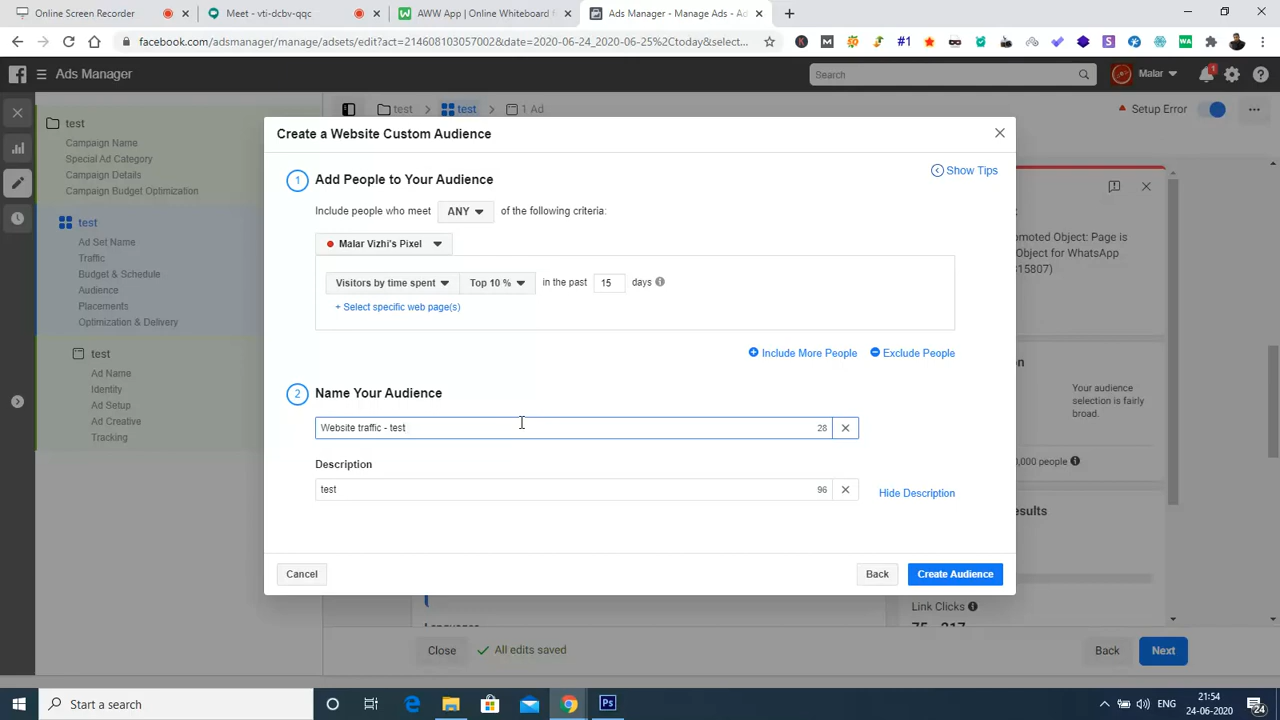 Online Screen Recorder
Meet - vti-dcbv-qqc
AWW App | Online Whiteboard f
Ads Manager - Manage Ads - Ad
facebook.com/adsmanager/manage/adsets/edit?act=214608103057002&date=2020-06-24_2020-06-25%2Ctoday&select...
#1
Ads Manager
Search
Malar
1
test
Campaign Name
Special Ad Category
Campaign Details
Campaign Budget Optimization
test
Ad Set Name
Traffic
Budget & Schedule
Audience
Placements
Optimization & Delivery
test
Ad Name
Identity
Ad Setup
Ad Creative
Tracking
test
test
1 Ad
Setup Error
Create a Website Custom Audience
Show Tips
1
Add People to Your Audience
Include people who meet ANY of the following criteria:
Malar Vizhi's Pixel
Visitors by time spent Top 10 % in the past 15 days
+ Select specific web page(s)
Include More People
Exclude People
2
Name Your Audience
Website traffic - test
28
Description
test
96
Hide Description
Cancel
Back
Create Audience
omoted Object: Page is
Object for WhatsApp
315807)
Your audience
selection is fairly
broad.
,000 people
esults
Link Clicks
Close
All edits saved
Back
Next
Search
Start a search
21:54
ENG
24-06-2020
24